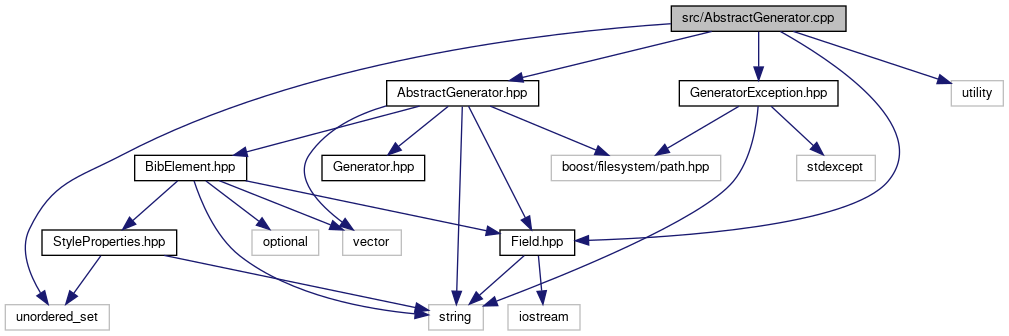 src/AbstractGenerator.cpp
AbstractGenerator.hpp
GeneratorException.hpp
utility
BibElement.hpp
Generator.hpp
boost/filesystem/path.hpp
stdexcept
StyleProperties.hpp
optional
vector
Field.hpp
unordered_set
string
iostream